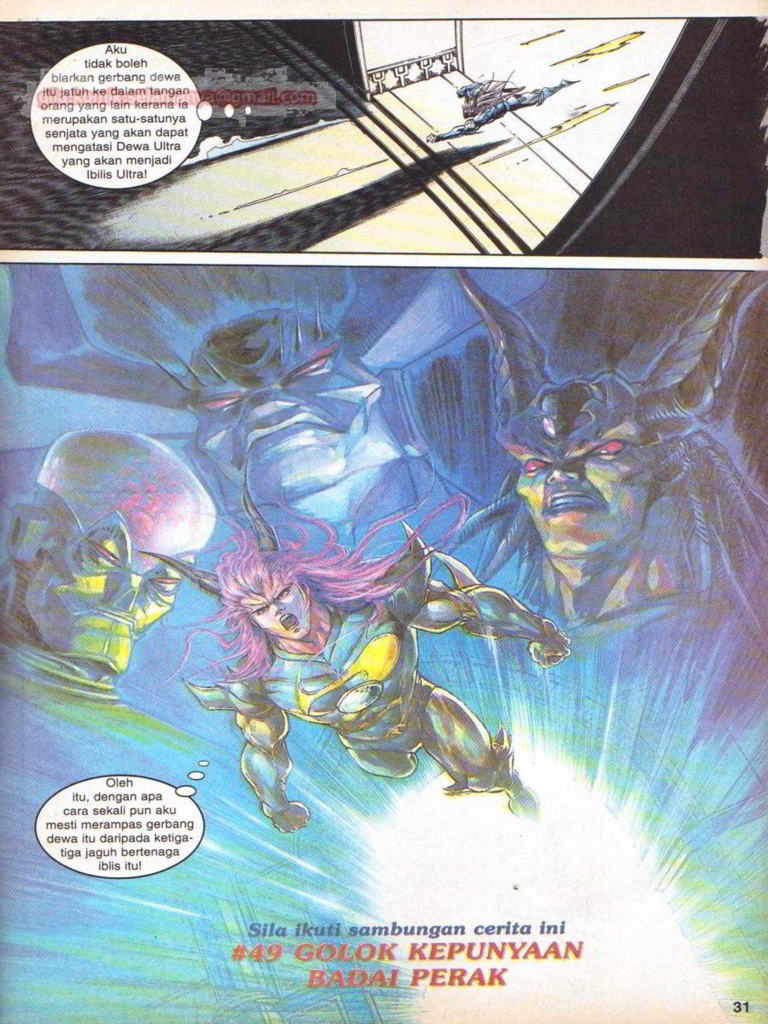 Aku
tidak boleh
biarkan gerbang dewa
itu jatuh ke dalam tangan
orang yang lain kerana ia
merupakan satu-satunya
senjata yang akan dapat
mengatasi Dewa Ultra
yang akan menjadi
Ibilis Ultra!
Oleh
itu, dengan apa
cara sekali pun aku
mesti merampas gerbang
dewa itu daripada ketiga-
tiga jaguh bertenaga
iblis itu!
Sila ikuti sambungan cerita ini
#49 GOLOK KEPUNYAAN
BADAI PERAK
31